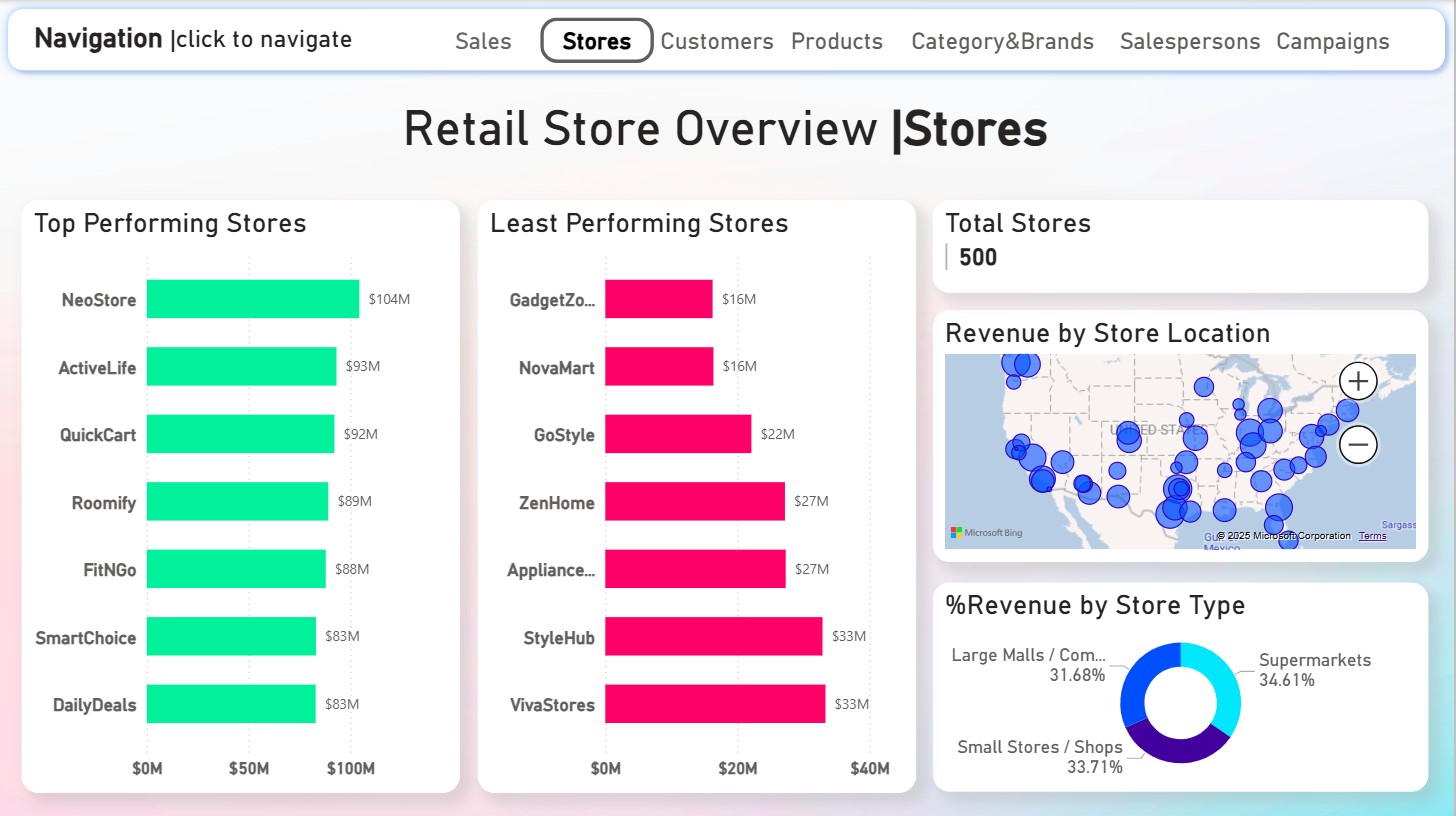 Navigation |click to navigate
Sales Stores Customers Products Category&Brands Salespersons Campaigns
Retail Store Overview |Stores
Top Performing Stores
NeoStore $104M
ActiveLife $93M
QuickCart $92M
Roomify $89M
FitNGo $88M
SmartChoice $83M
DailyDeals $83M
$0M $50M $100M
Least Performing Stores
GadgetZo... $16M
NovaMart $16M
GoStyle $22M
ZenHome $27M
Appliance... $27M
StyleHub $33M
VivaStores $33M
$0M $20M $40M
Total Stores
500
Revenue by Store Location
UNITED STATES
Microsoft Bing
Sargass
© 2025 Microsoft Corporation Terms
Mexico
%Revenue by Store Type
Large Malls / Com...
31.68%
Supermarkets
34.61%
Small Stores / Shops
33.71%